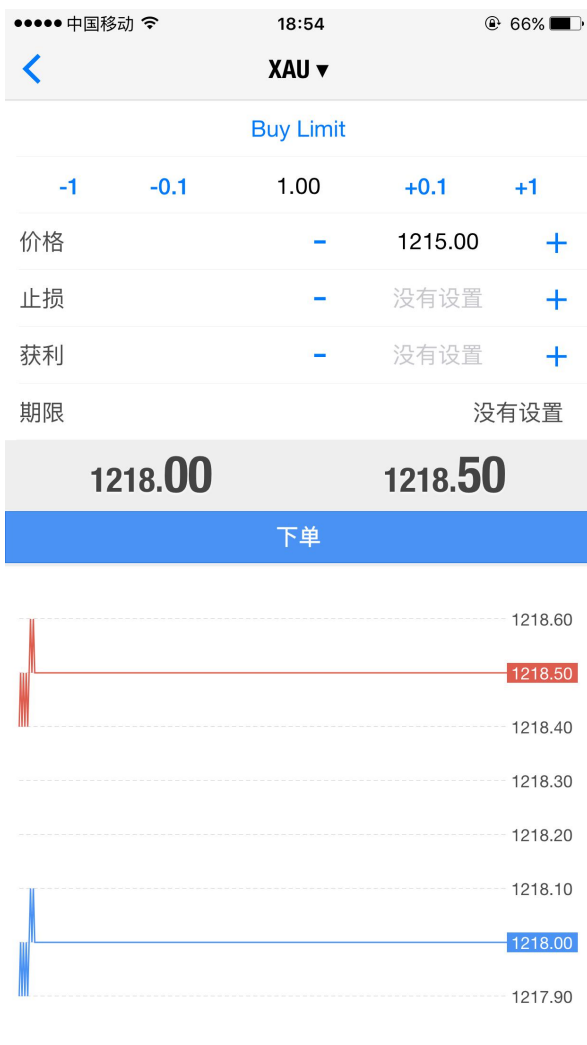 中国移动 18:54 66%
XAU ▾
Buy Limit
-1 -0.1 1.00 +0.1 +1
价格 - 1215.00 +
止损 - 没有设置 +
获利 - 没有设置 +
期限 没有设置
1218.00 1218.50
下单
1218.60
1218.50
1218.40
1218.30
1218.20
1218.10
1218.00
1217.90